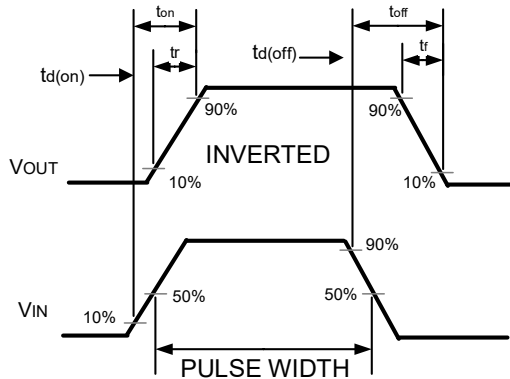 ton
toff
tr
td(off)
tf
td(on)
90%
90%
INVERTED
VOUT
10%
10%
90%
50%
50%
VIN
10%
PULSE WIDTH